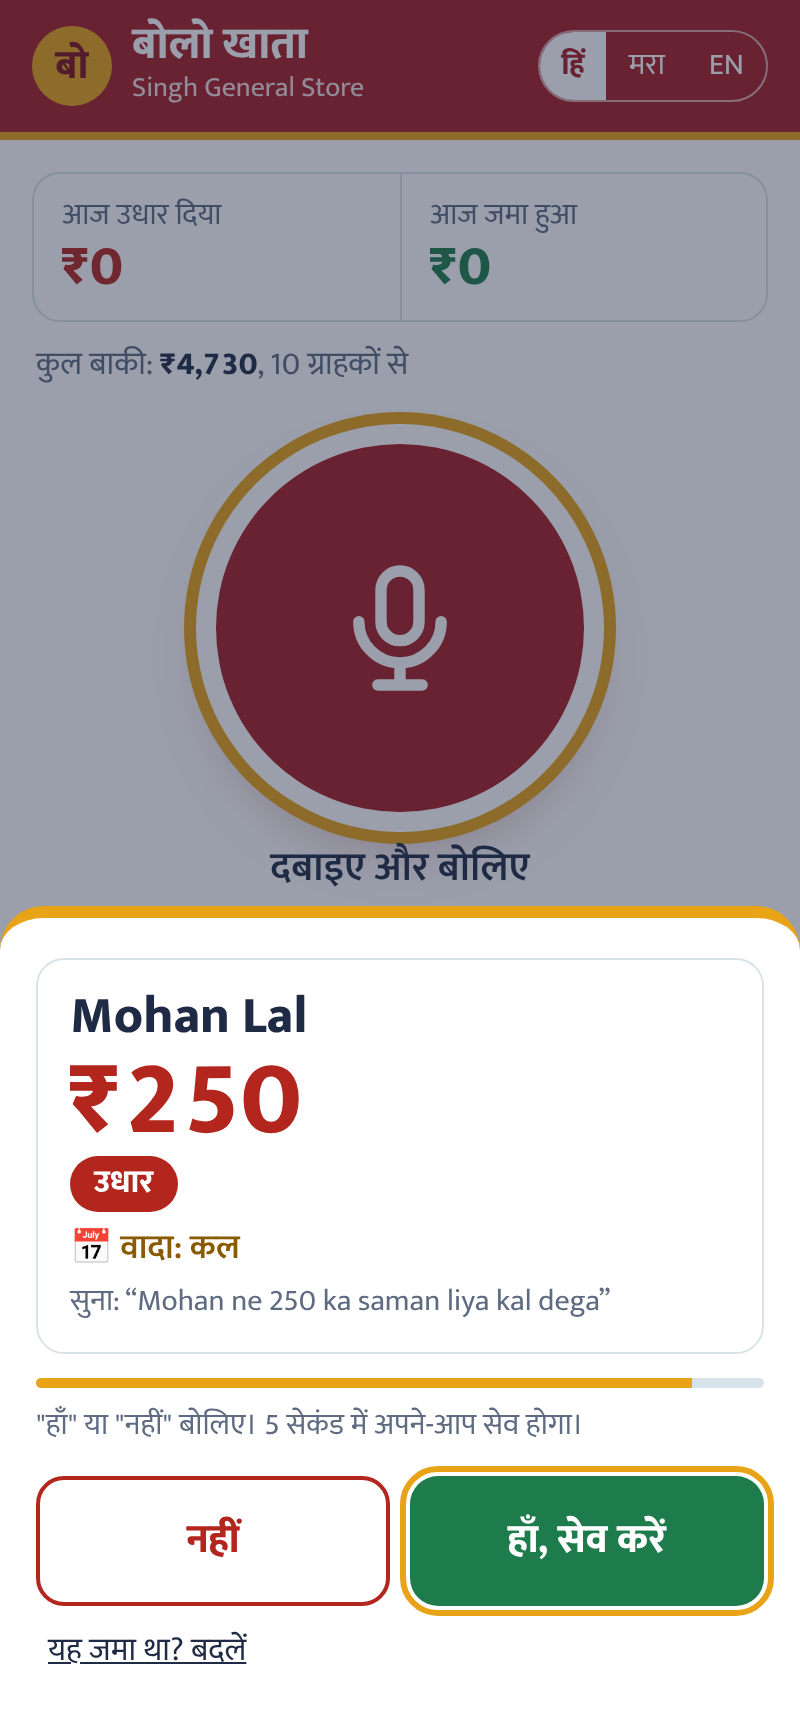 बो
बोलो खाता
Singh General Store
हिं मरा EN
आज उधार दिया
₹0
आज जमा हुआ
₹0
कुल बाकी: ₹4,730, 10 ग्राहकों से
दबाइए और बोलिए
Mohan Lal
₹250
उधार
July 17 वादा: कल
सुना: “Mohan ne 250 ka saman liya kal dega”
"हाँ" या "नहीं" बोलिए। 5 सेकंड में अपने-आप सेव होगा।
नहीं
हाँ, सेव करें
यह जमा था? बदलें